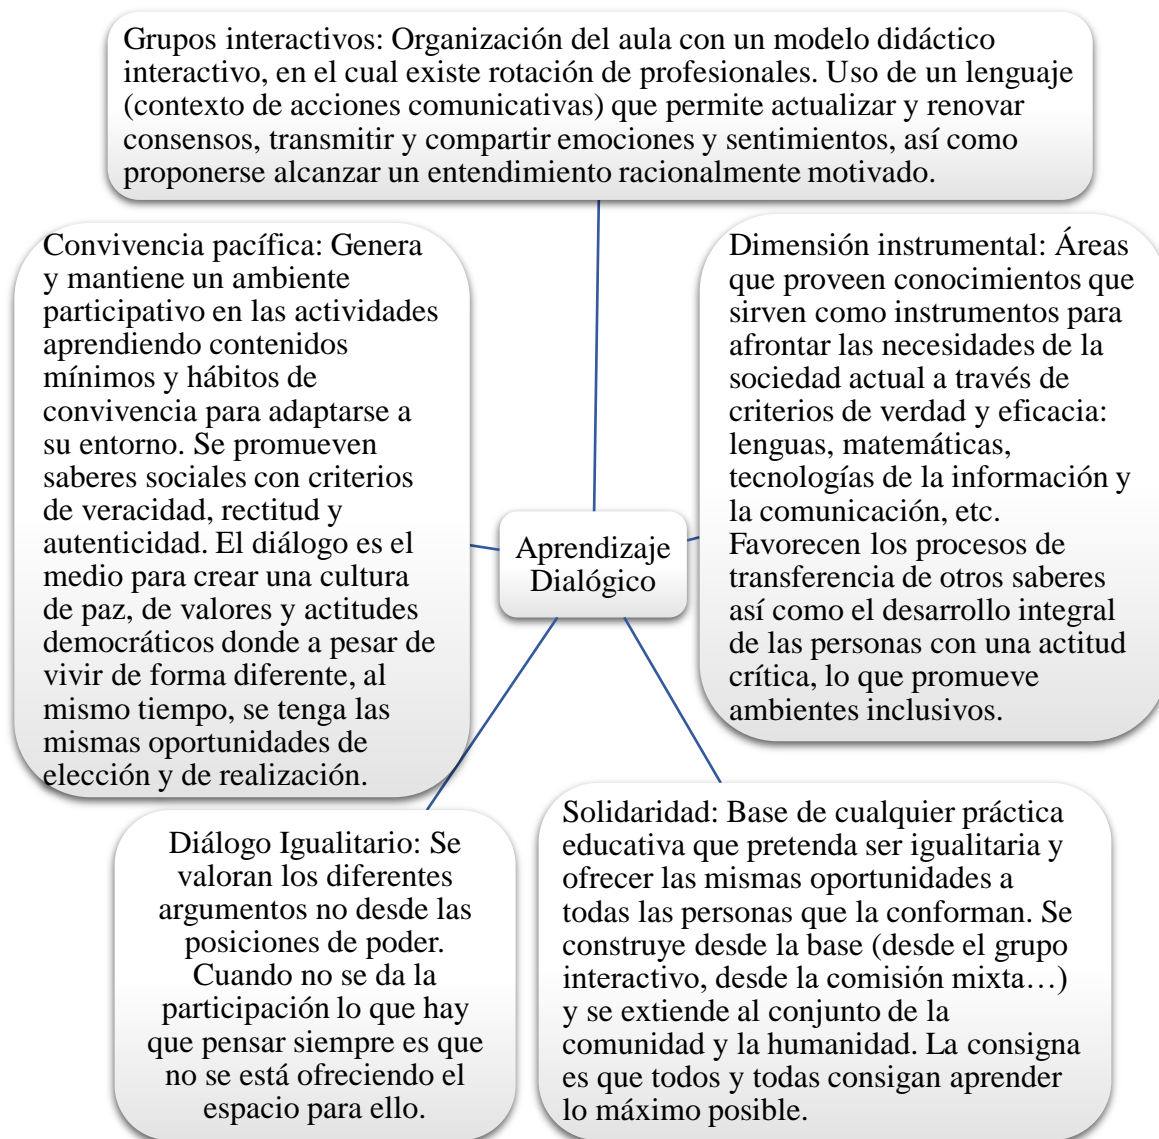 Grupos interactivos: Organización del aula con un modelo didáctico
interactivo, en el cual existe rotación de profesionales. Uso de un lenguaje
(contexto de acciones comunicativas) que permite actualizar y renovar
consensos, transmitir y compartir emociones y sentimientos, así como
proponerse alcanzar un entendimiento racionalmente motivado.
Convivencia pacífica: Genera
y mantiene un ambiente
participativo en las actividades
aprendiendo contenidos
mínimos y hábitos de
convivencia para adaptarse a
su entorno. Se promueven
saberes sociales con criterios
de veracidad, rectitud y
autenticidad. El diálogo es el
medio para crear una cultura
de paz, de valores y actitudes
democráticos donde a pesar de
vivir de forma diferente, al
mismo tiempo, se tenga las
mismas oportunidades de
elección y de realización.
Dimensión instrumental: Áreas
que proveen conocimientos que
sirven como instrumentos para
afrontar las necesidades de la
sociedad actual a través de
criterios de verdad y eficacia:
lenguas, matemáticas,
tecnologías de la información y
la comunicación, etc.
Favorecen los procesos de
transferencia de otros saberes
así como el desarrollo integral
de las personas con una actitud
crítica, lo que promueve
ambientes inclusivos.
Aprendizaje
Dialógico
Diálogo Igualitario: Se
valoran los diferentes
argumentos no desde las
posiciones de poder.
Cuando no se da la
participación lo que hay
que pensar siempre es que
no se está ofreciendo el
espacio para ello.
Solidaridad: Base de cualquier práctica
educativa que pretenda ser igualitaria y
ofrecer las mismas oportunidades a
todas las personas que la conforman. Se
construye desde la base (desde el grupo
interactivo, desde la comisión mixta…)
y se extiende al conjunto de la
comunidad y la humanidad. La consigna
es que todos y todas consigan aprender
lo máximo posible.